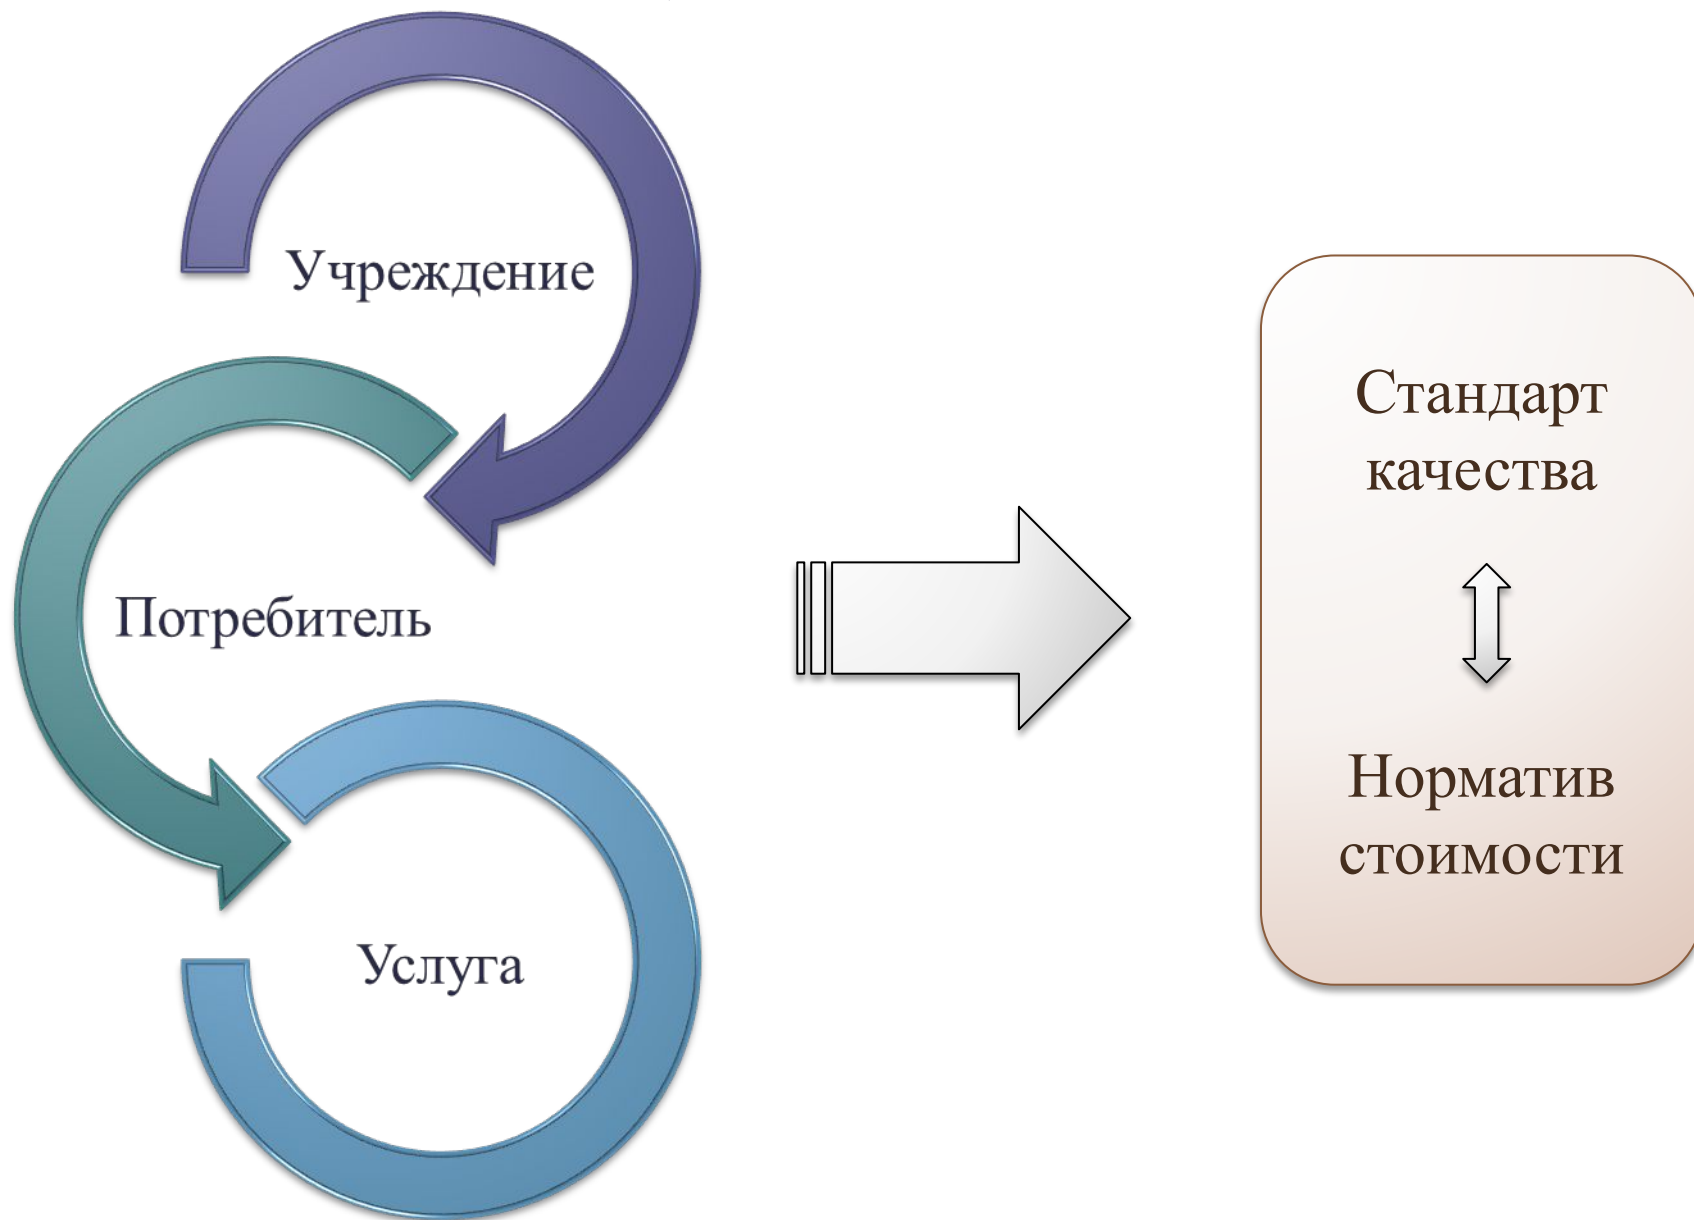 Учреждение
Потребитель
Услуга
Стандарт
качества
Норматив
стоимости